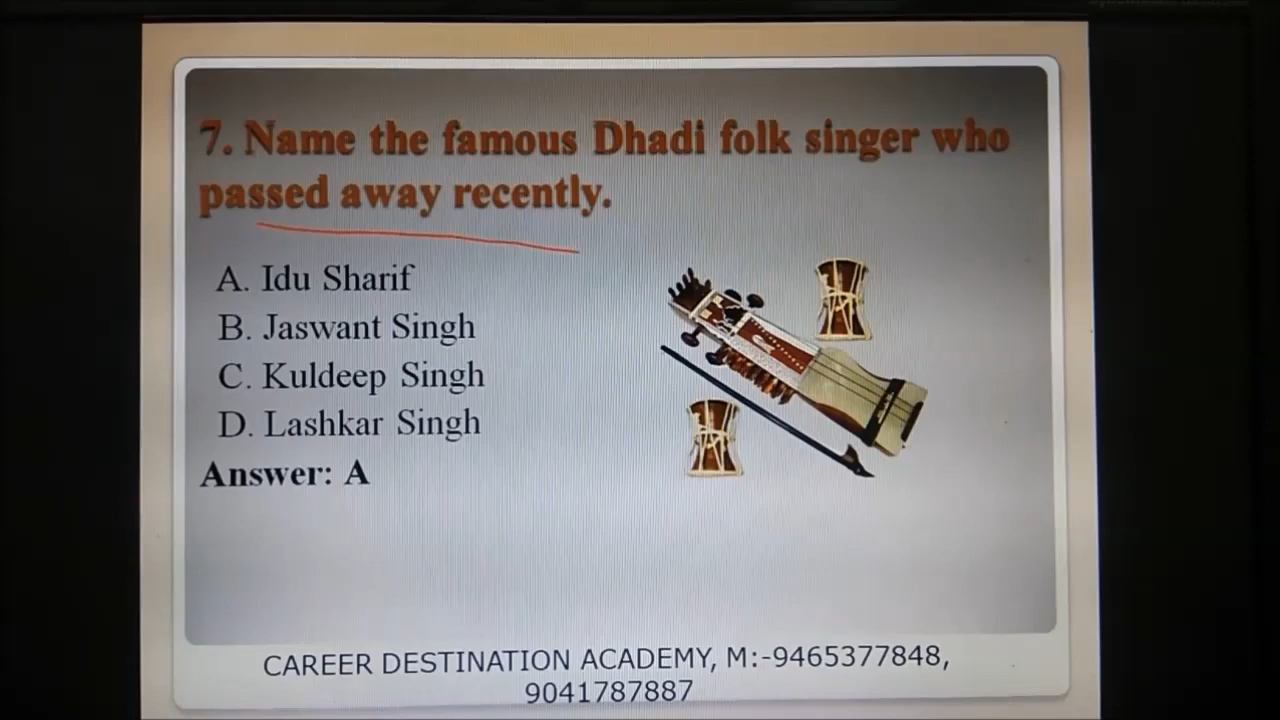 7. Name the famous Dhadi folk singer who
passed away recently.
A. Idu Sharif
B. Jaswant Singh
C. Kuldeep Singh
D. Lashkar Singh
Answer: A
CAREER DESTINATION ACADEMY, M:-9465377848,
9041787887